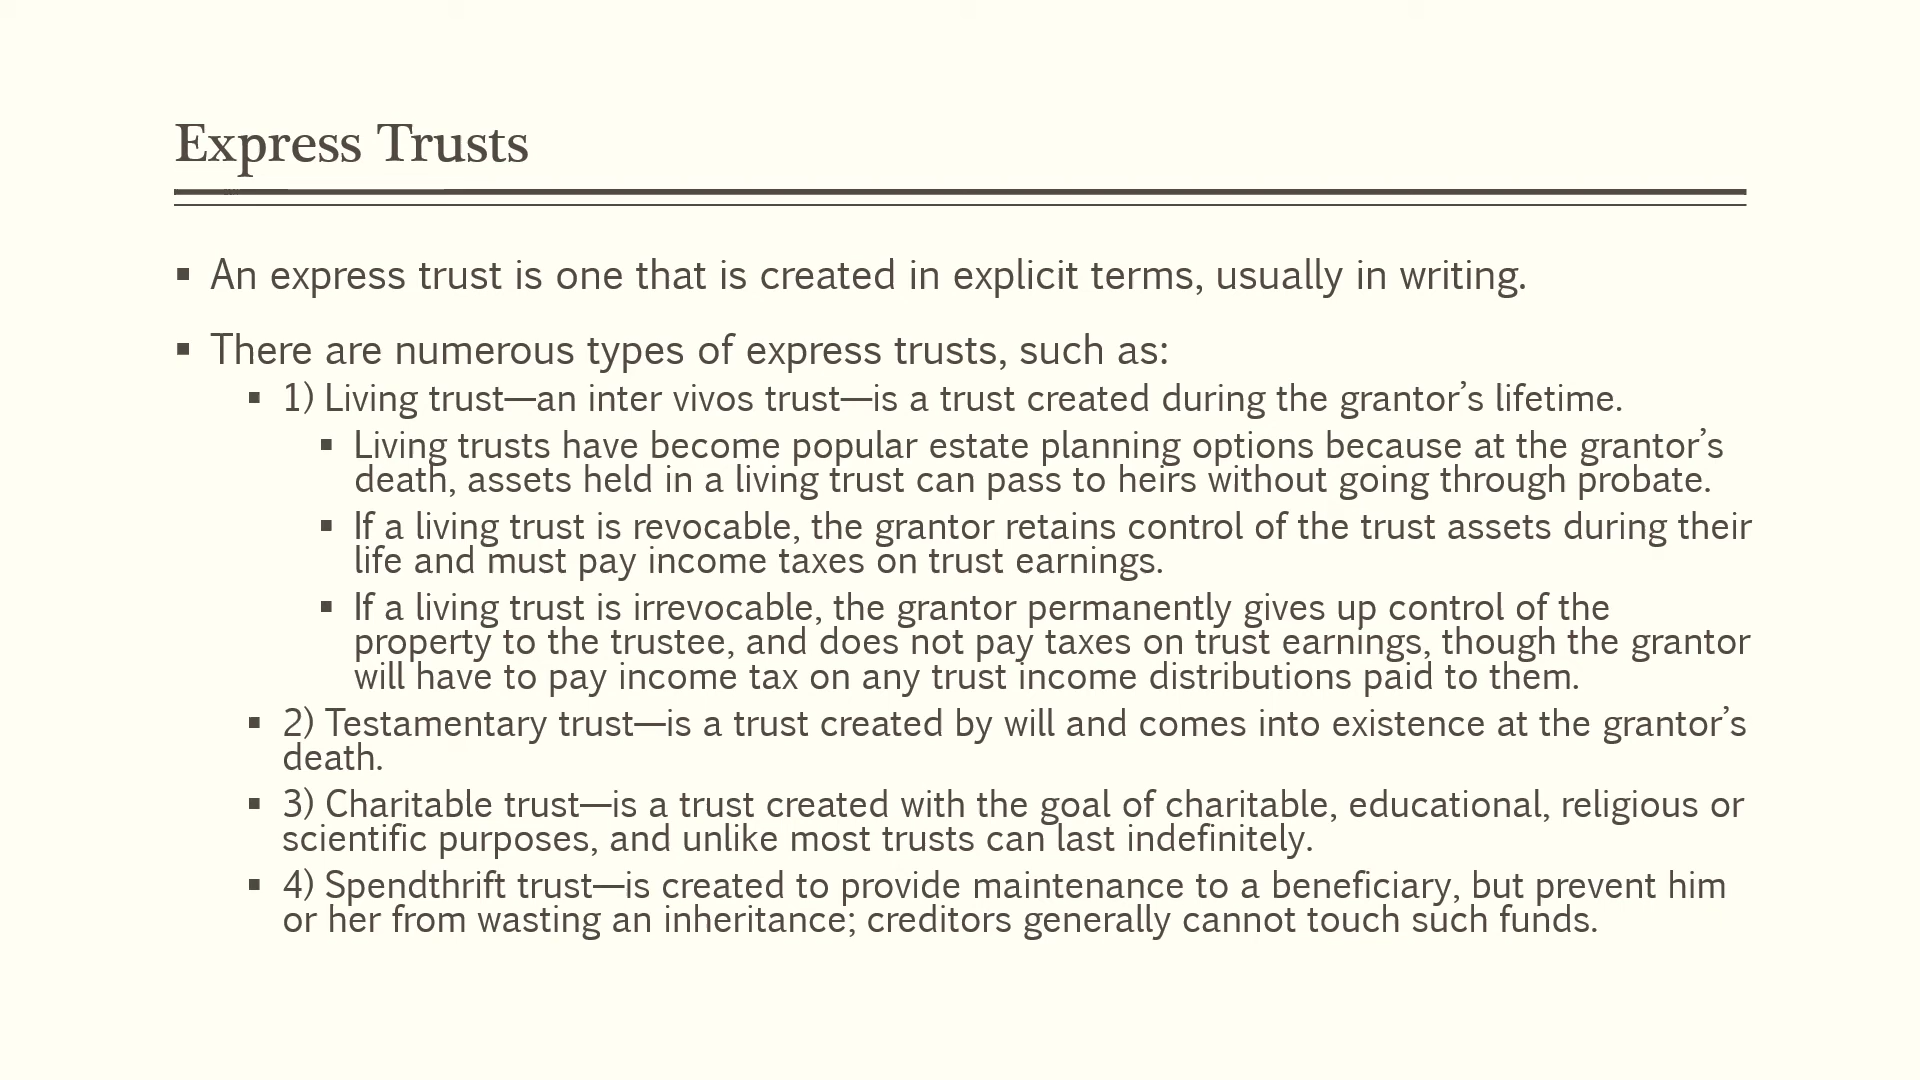 Express Trusts
▪ An express trust is one that is created in explicit terms, usually in writing.
▪ There are numerous types of express trusts, such as:
▪ 1) Living trust—an inter vivos trust—is a trust created during the grantor’s lifetime.
▪ Living trusts have become popular estate planning options because at the grantor’s
death, assets held in a living trust can pass to heirs without going through probate.
▪ If a living trust is revocable, the grantor retains control of the trust assets during their
life and must pay income taxes on trust earnings.
▪ If a living trust is irrevocable, the grantor permanently gives up control of the
property to the trustee, and does not pay taxes on trust earnings, though the grantor
will have to pay income tax on any trust income distributions paid to them.
▪ 2) Testamentary trust—is a trust created by will and comes into existence at the grantor’s
death.
▪ 3) Charitable trust—is a trust created with the goal of charitable, educational, religious or
scientific purposes, and unlike most trusts can last indefinitely.
▪ 4) Spendthrift trust—is created to provide maintenance to a beneficiary, but prevent him
or her from wasting an inheritance; creditors generally cannot touch such funds.